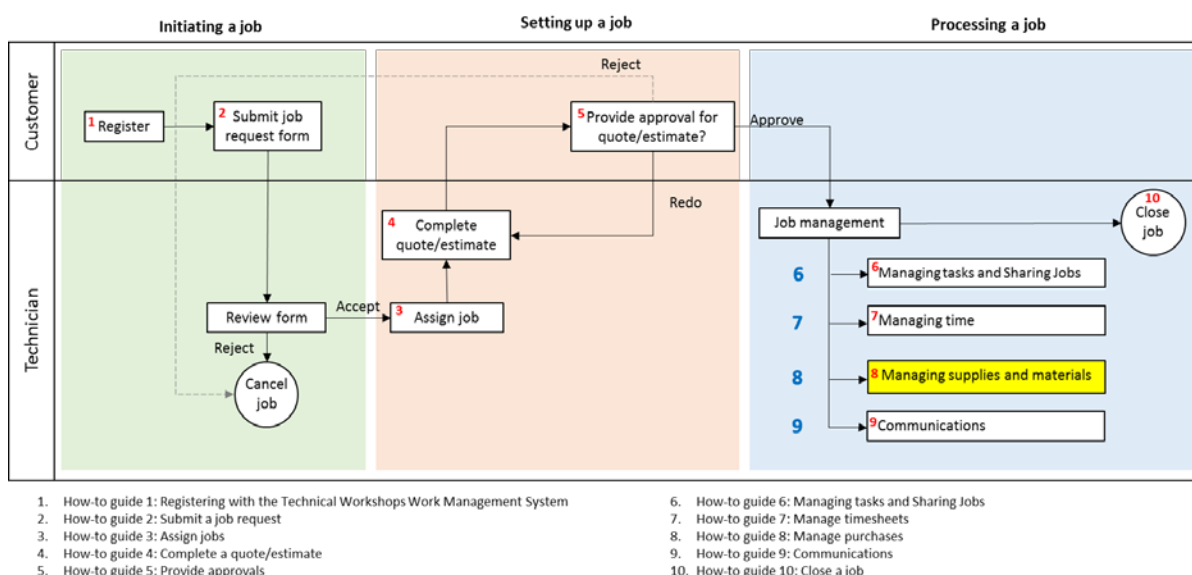 Initiating a job
Setting up a job
Processing a job
Customer
1 Register
2 Submit job
request form
Reject
5 Provide approval for
quote/estimate?
Approve
Technician
Redo
4 Complete
quote/estimate
Job management
10
Close
job
6 6 Managing tasks and Sharing Jobs
Review form
Accept
3 Assign job
7 7 Managing time
Reject
Cancel
job
8 8 Managing supplies and materials
9 9 Communications
1. How-to guide 1: Registering with the Technical Workshops Work Management System
2. How-to guide 2: Submit a job request
3. How-to guide 3: Assign jobs
4. How-to guide 4: Complete a quote/estimate
5. How-to guide 5: Provide approvals
6. How-to guide 6: Managing tasks and Sharing Jobs
7. How-to guide 7: Manage timesheets
8. How-to guide 8: Manage purchases
9. How-to guide 9: Communications
10. How-to guide 10: Close a job